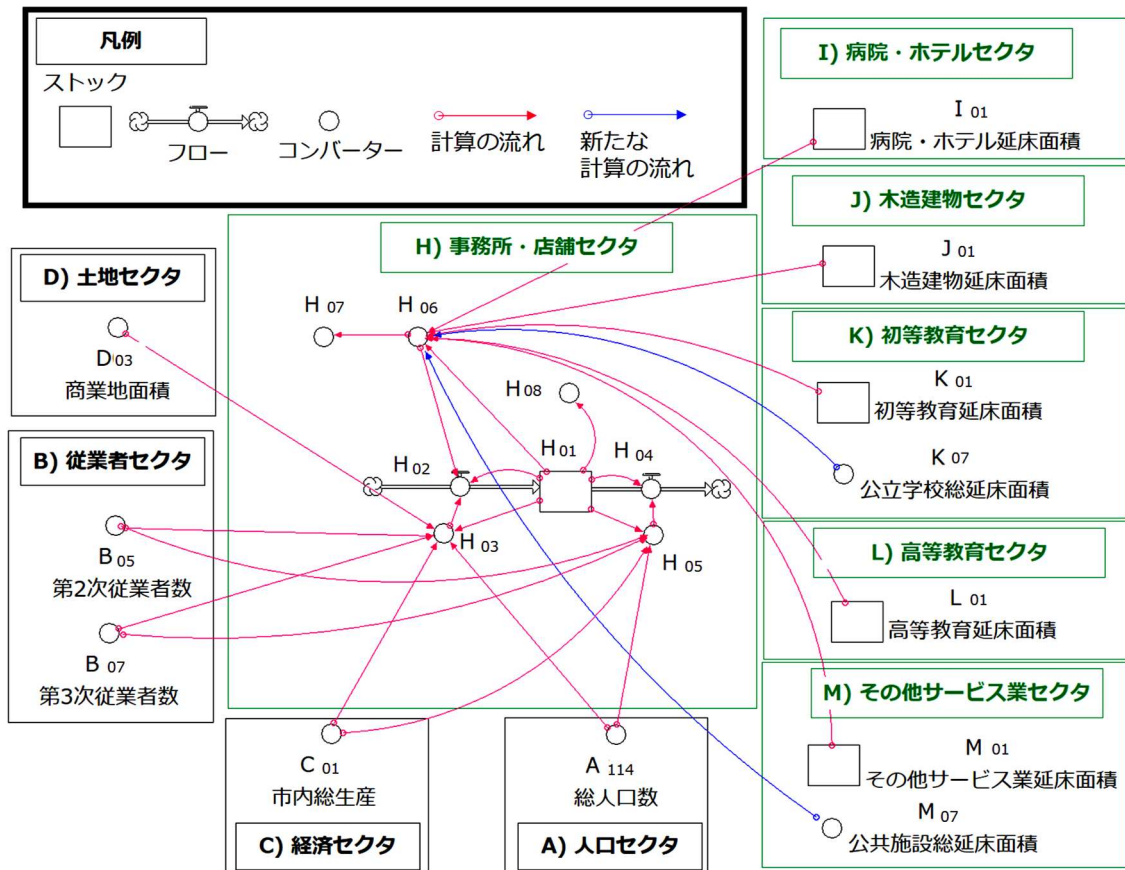 凡例
ストック
フロー
コンバーター
計算の流れ
新たな
計算の流れ
I) 病院・ホテルセクタ
I 01
病院・ホテル延床面積
J) 木造建物セクタ
J 01
木造建物延床面積
H) 事務所・店舗セクタ
D) 土地セクタ
D 03
商業地面積
H 07
H 06
H 08
H 01
H 02
H 04
H 03
H 05
K) 初等教育セクタ
K 01
初等教育延床面積
K 07
公立学校総延床面積
B) 従業者セクタ
B 05
第2次従業者数
B 07
第3次従業者数
L) 高等教育セクタ
L 01
高等教育延床面積
M) その他サービス業セクタ
M 01
その他サービス業延床面積
M 07
公共施設総延床面積
C 01
市内総生産
C) 経済セクタ
A 114
総人口数
A) 人口セクタ